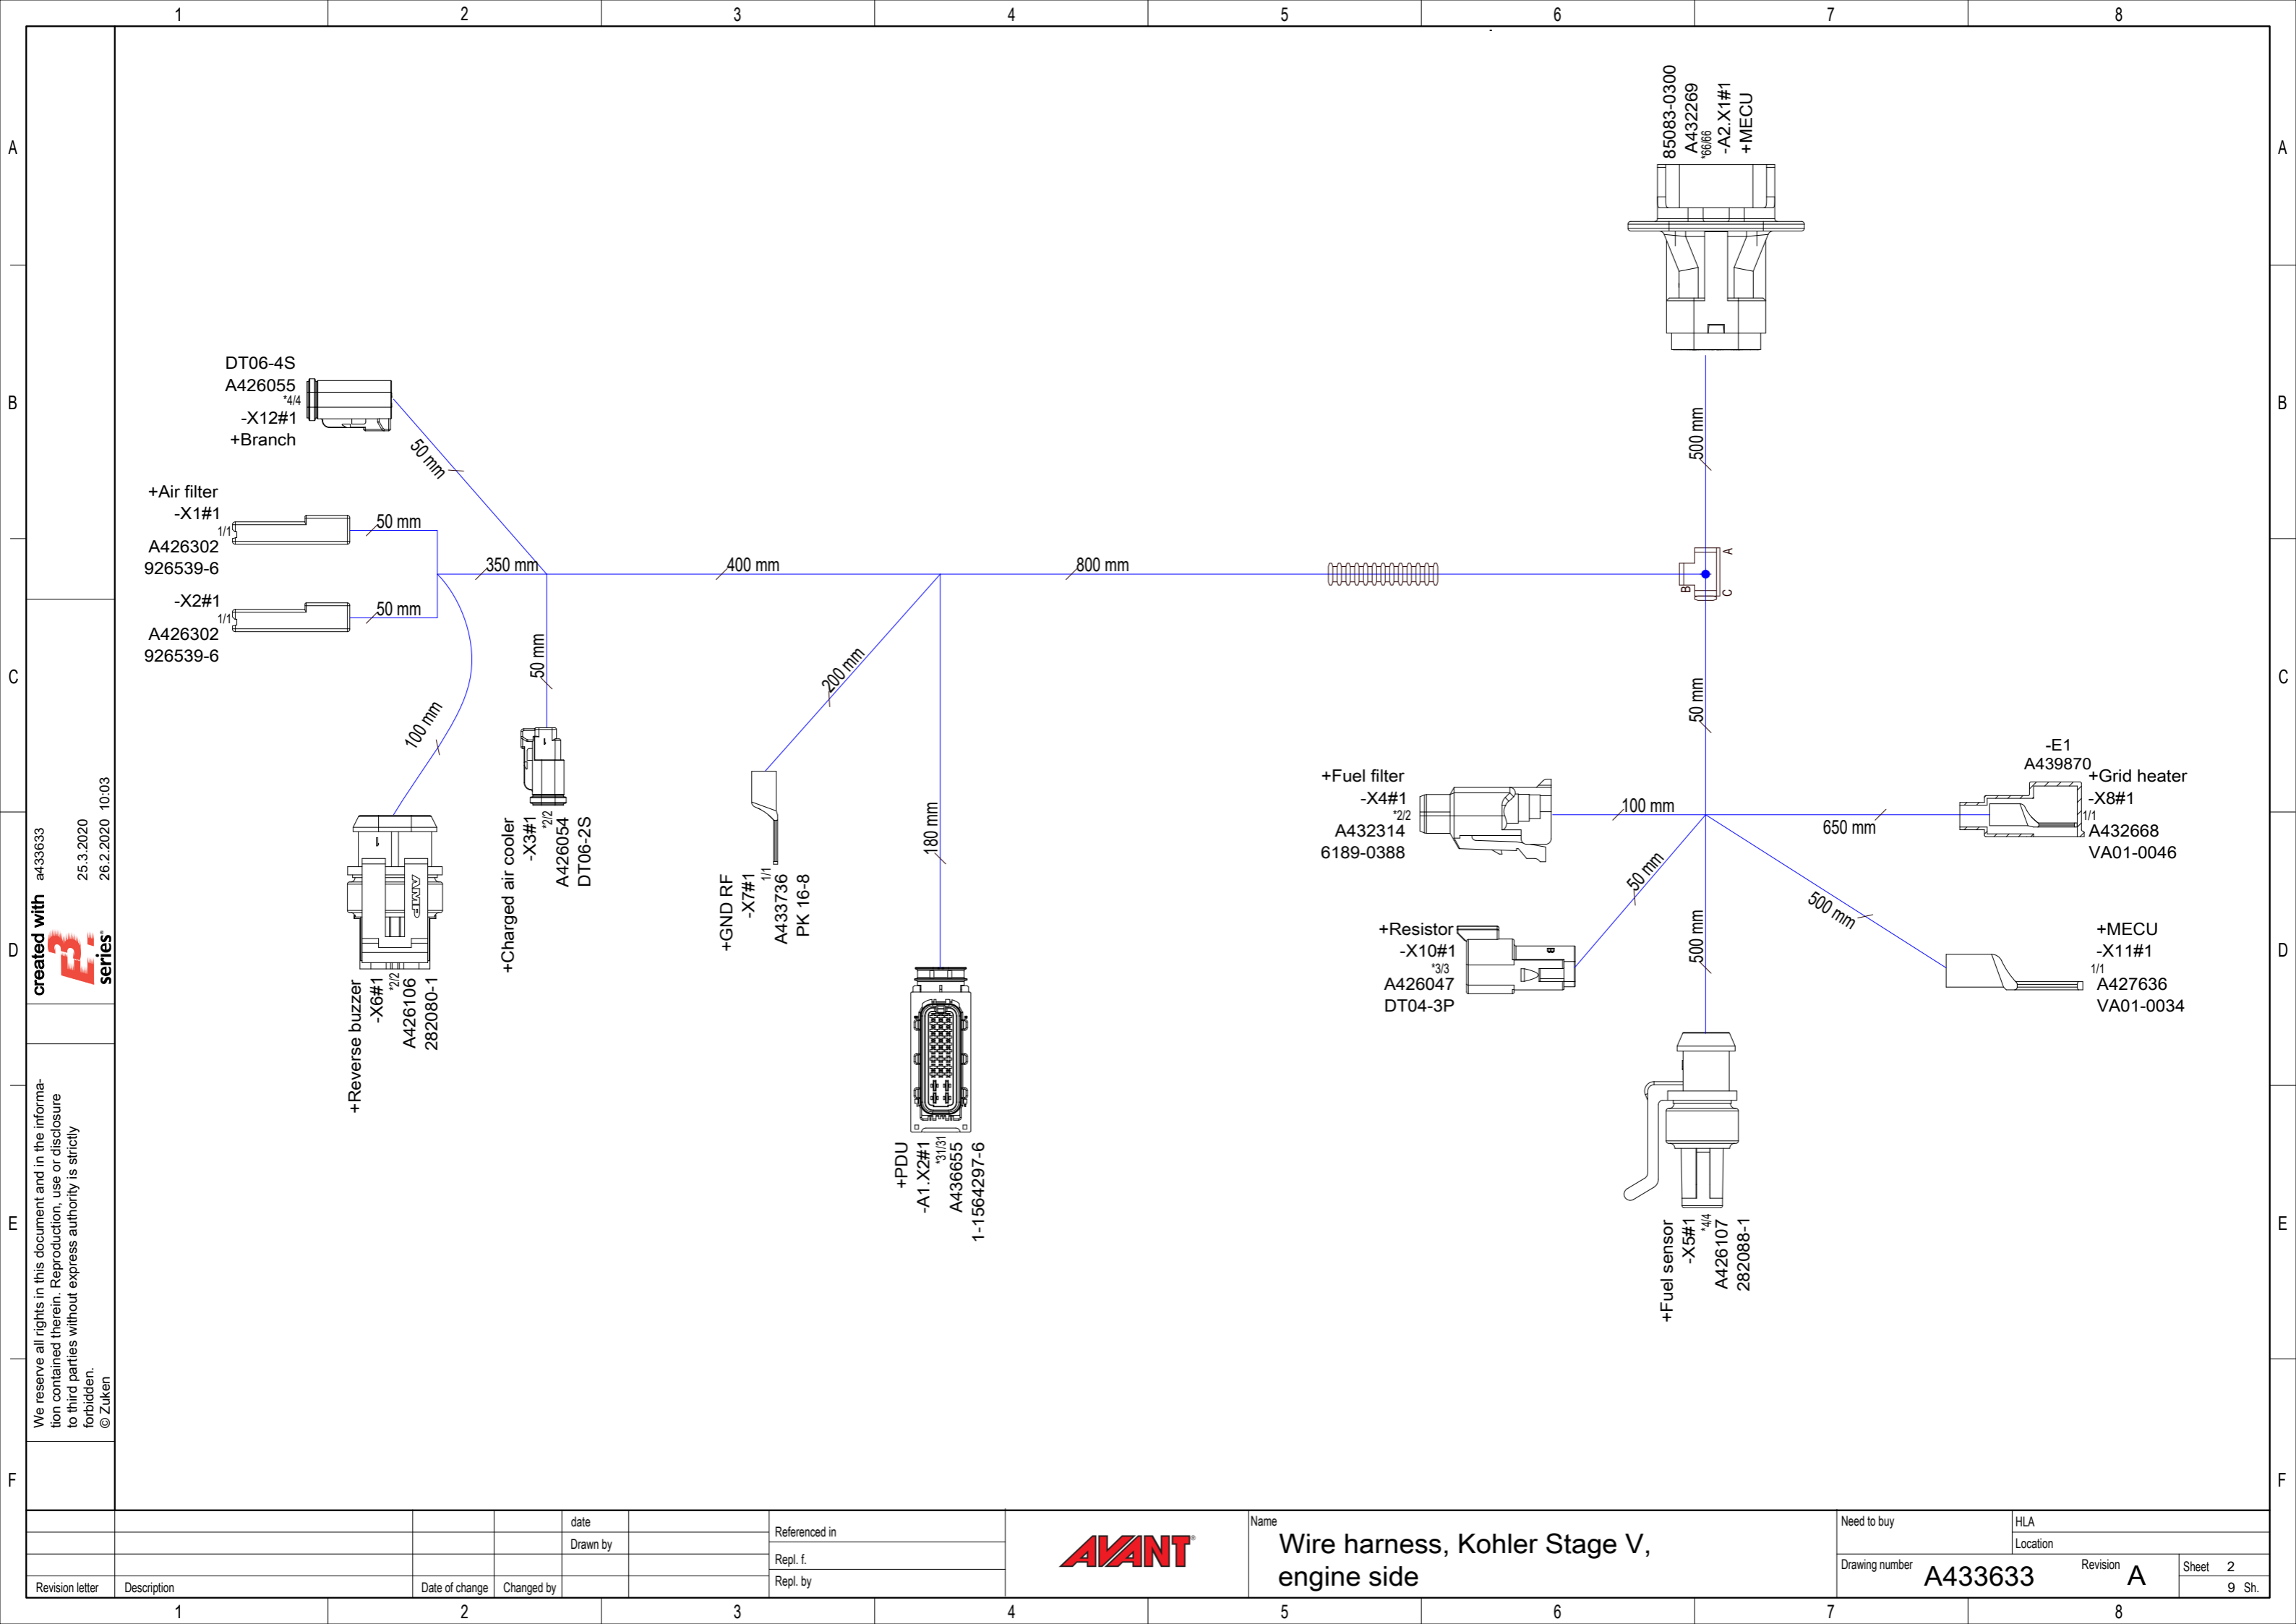 1 2 3 4 5 6 7 8
A A
B B
C C
D D
E E
F F
85083-0300
A432269
*66/66
-A2.X1#1
+MECU
500 mm
DT06-4S
A426055
*4/4
-X12#1
+Branch
50 mm
+Air filter
-X1#1
1/1
A426302
926539-6
50 mm
-X2#1
1/1
A426302
926539-6
50 mm
350 mm
400 mm
800 mm
A
B
C
100 mm
50 mm
200 mm
180 mm
50 mm
+Reverse buzzer
-X6#1
*2/2
A426106
282080-1
1
AMP
+Charged air cooler
-X3#1
*2/2
A426054
DT06-2S
+GND RF
-X7#1
1/1
A433736
PK 16-8
+PDU
-A1.X2#1
*31/31
A436655
1-1564297-6
+Fuel filter
-X4#1
*2/2
A432314
6189-0388
100 mm
-E1
A439870
+Grid heater
-X8#1
1/1
A432668
VA01-0046
650 mm
+Resistor
-X10#1
*3/3
A426047
DT04-3P
B
50 mm
500 mm
500 mm
+MECU
-X11#1
1/1
A427636
VA01-0034
+Fuel sensor
-X5#1
*4/4
A426107
282088-1
created with
E3.
series®
a433633
25.3.2020
26.2.2020 10:03
We reserve all rights in this document and in the informa-
tion contained therein. Reproduction, use or disclosure
to third parties without express authority is strictly
forbidden.
© Zuken
Revision letter Description Date of change Changed by
date
Drawn by
Referenced in
Repl. f.
Repl. by
AVANT®
Name
Wire harness, Kohler Stage V,
engine side
Need to buy
HLA
Location
Drawing number A433633 Revision A
Sheet 2
9 Sh.
1 2 3 4 5 6 7 8